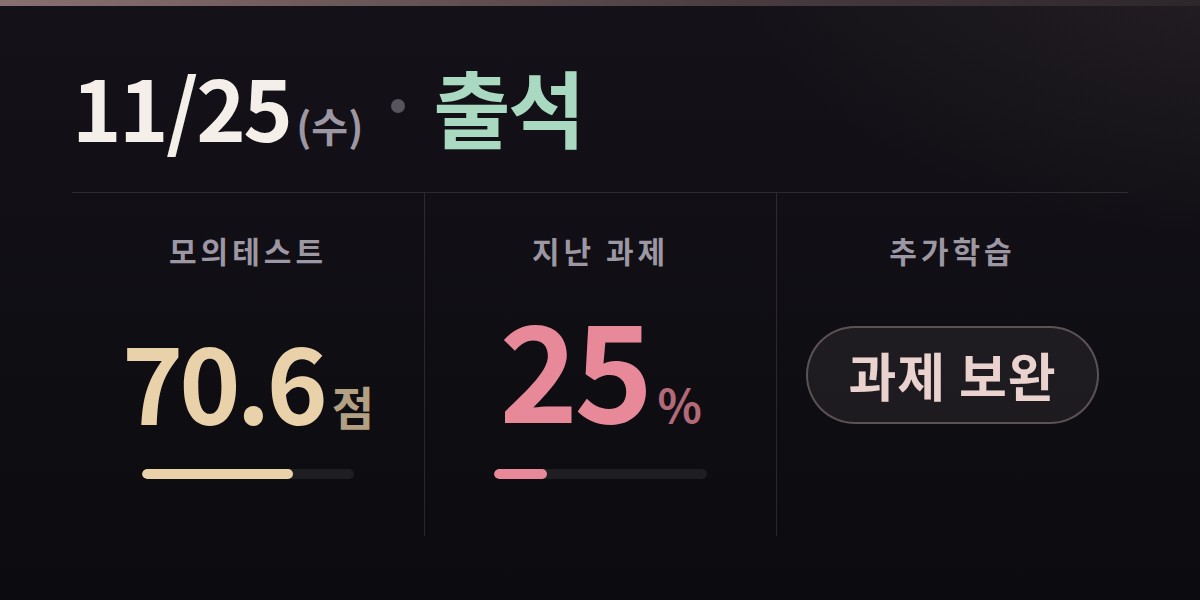 11/25 (수) • 출석
모의테스트
70.6점
지난 과제
25%
추가학습
과제 보완